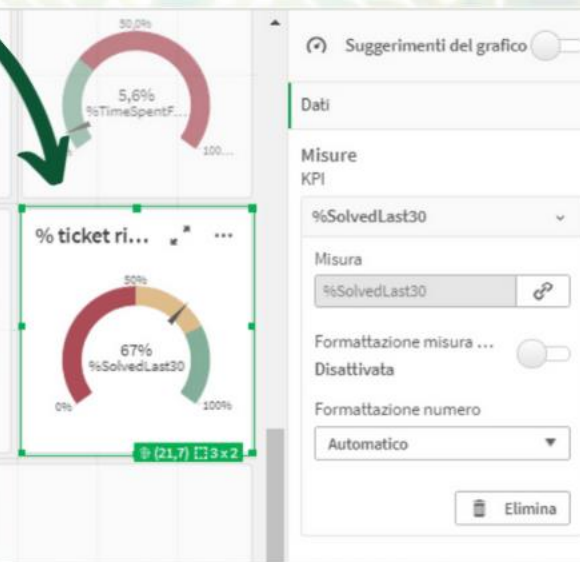 50,0%
5,6%
%TimeSpentF...
100...
% ticket ri...
50%
67%
%SolvedLast30
0%
100%
(21,7) 3 x 2
Suggerimenti del grafico
Dati
Misure
KPI
%SolvedLast30
Misura
%SolvedLast30
Formattazione misura ...
Disattivata
Formattazione numero
Automatico
Elimina